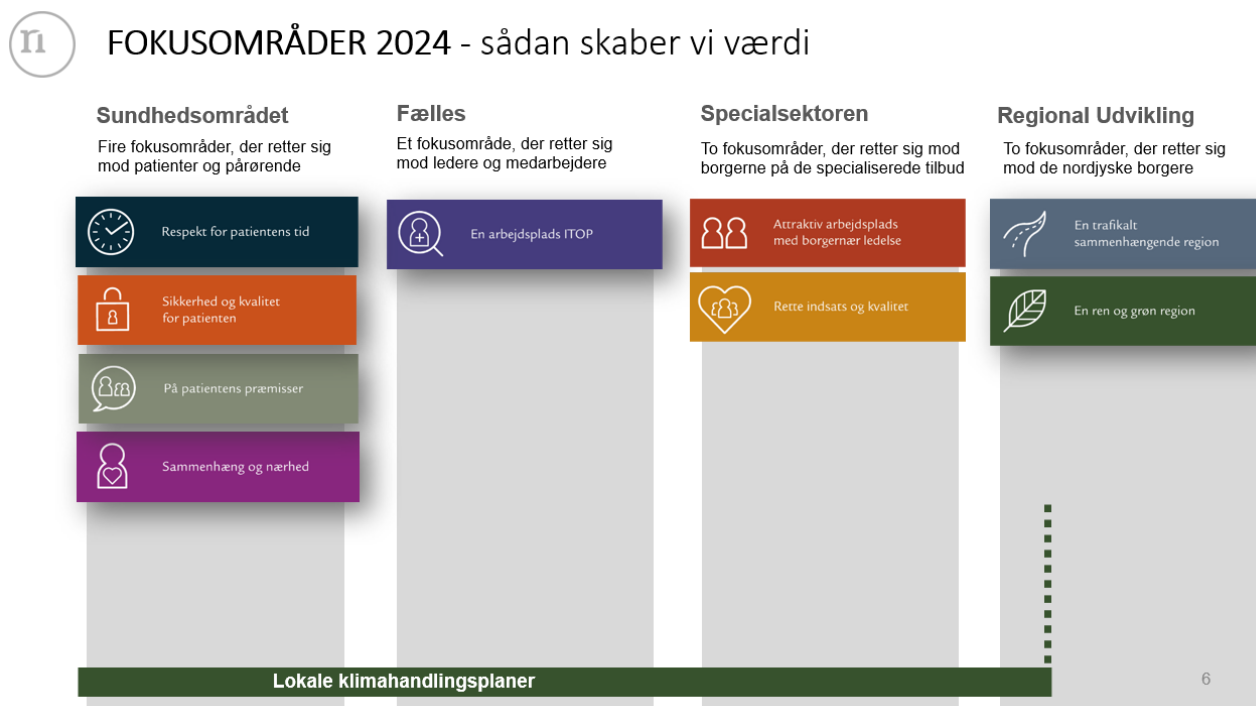 rn
FOKUSOMRÅDER 2024 - sådan skaber vi værdi
Sundhedsområdet
Fire fokusområder, der retter sig
mod patienter og pårørende
Respekt for patientens tid
Sikkerhed og kvalitet
for patienten
På patientens præmisser
Sammenhæng og nærhed
Fælles
Et fokusområde, der retter sig
mod ledere og medarbejdere
En arbejdsplads ITOP
Specialsektoren
To fokusområder, der retter sig mod
borgerne på de specialiserede tilbud
Attraktiv arbejdsplads
med borgernær ledelse
Rette indsats og kvalitet
Regional Udvikling
To fokusområder, der retter sig
mod de nordjyske borgere
En trafikalt
sammenhængende region
En ren og grøn region
Lokale klimahandlingsplaner
6